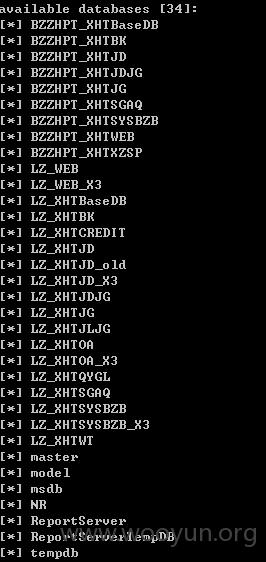 available databases [34]:
[*] BZZHPT_XHTBaseDB
[*] BZZHPT_XHTBK
[*] BZZHPT_XHTJD
[*] BZZHPT_XHTJDJG
[*] BZZHPT_XHTJG
[*] BZZHPT_XHTSGAQ
[*] BZZHPT_XHTSYSBZB
[*] BZZHPT_XHTWEB
[*] BZZHPT_XHTXZSP
[*] LZ_WEB
[*] LZ_WEB_X3
[*] LZ_XHTBaseDB
[*] LZ_XHTBK
[*] LZ_XHTCREDIT
[*] LZ_XHTJD
[*] LZ_XHTJD_old
[*] LZ_XHTJD_X3
[*] LZ_XHTJDJG
[*] LZ_XHTJG
[*] LZ_XHTJLJG
[*] LZ_XHTOA
[*] LZ_XHTOA_X3
[*] LZ_XHTQYGL
[*] LZ_XHTSGAQ
[*] LZ_XHTSYSBZB
[*] LZ_XHTSYSBZB_X3
[*] LZ_XHTWT
[*] master
[*] model
[*] msdb
[*] NR
[*] ReportServer
[*] ReportServerTempDB
[*] tempdb
www.wooyun.org